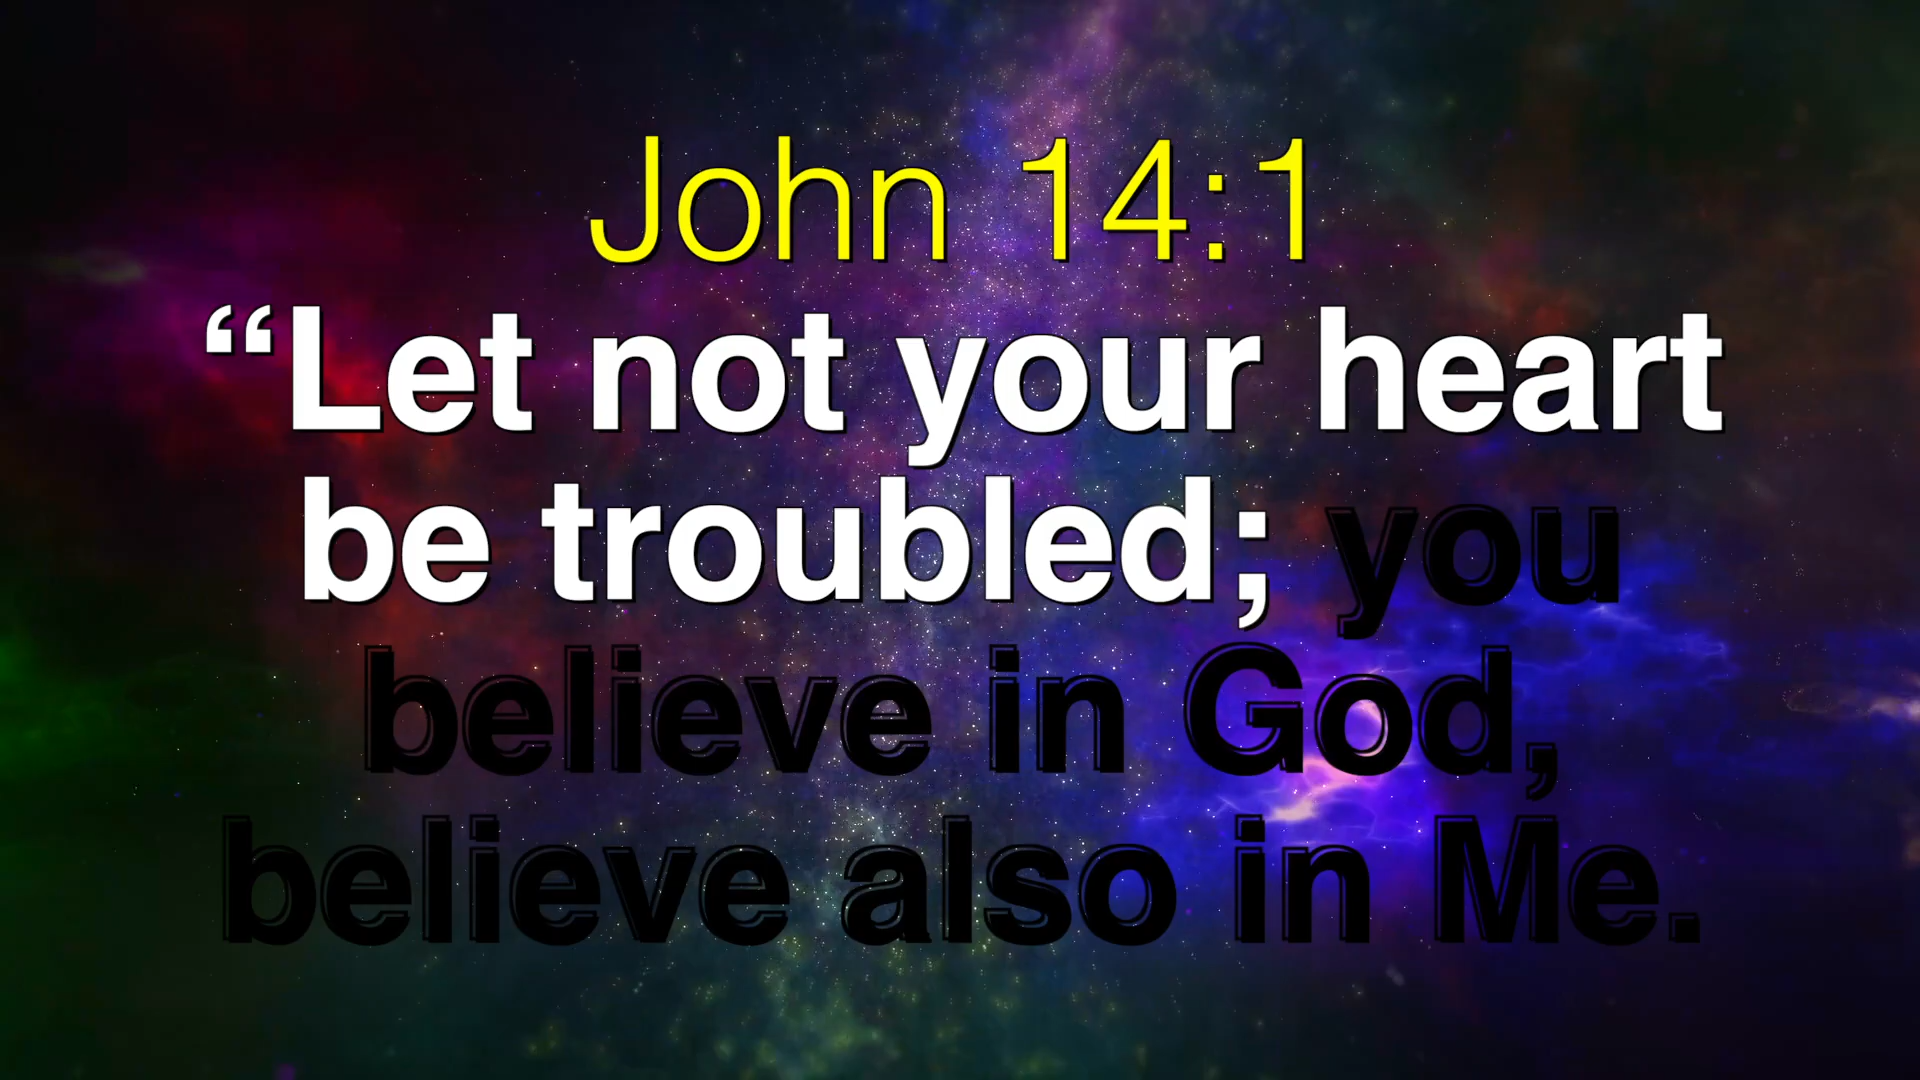 John 14:1
“Let not your heart
be troubled; you
believe in God,
believe also in Me.